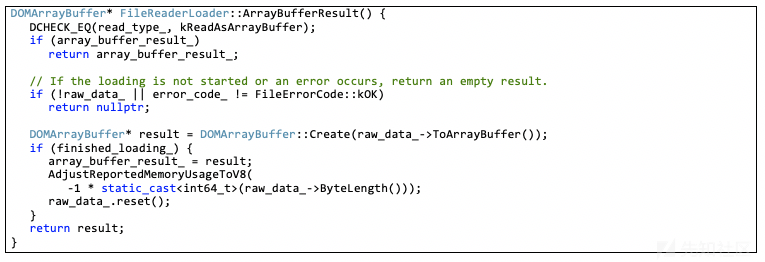 DOMArrayBuffer* FileReaderLoader::ArrayBufferResult() {
DCHECK_EQ(read_type_, kReadAsArrayBuffer);
if (array_buffer_result_)
return array_buffer_result_;
// If the loading is not started or an error occurs, return an empty result.
if (!raw_data_ || error_code_ != FileErrorCode::kOK)
return nullptr;
DOMArrayBuffer* result = DOMArrayBuffer::Create(raw_data_->ToArrayBuffer());
if (finished_loading_) {
array_buffer_result_ = result;
AdjustReportedMemoryUsageToV8(
-1 * static_cast<int64_t>(raw_data_->ByteLength()));
raw_data_.reset();
}
return result;
}